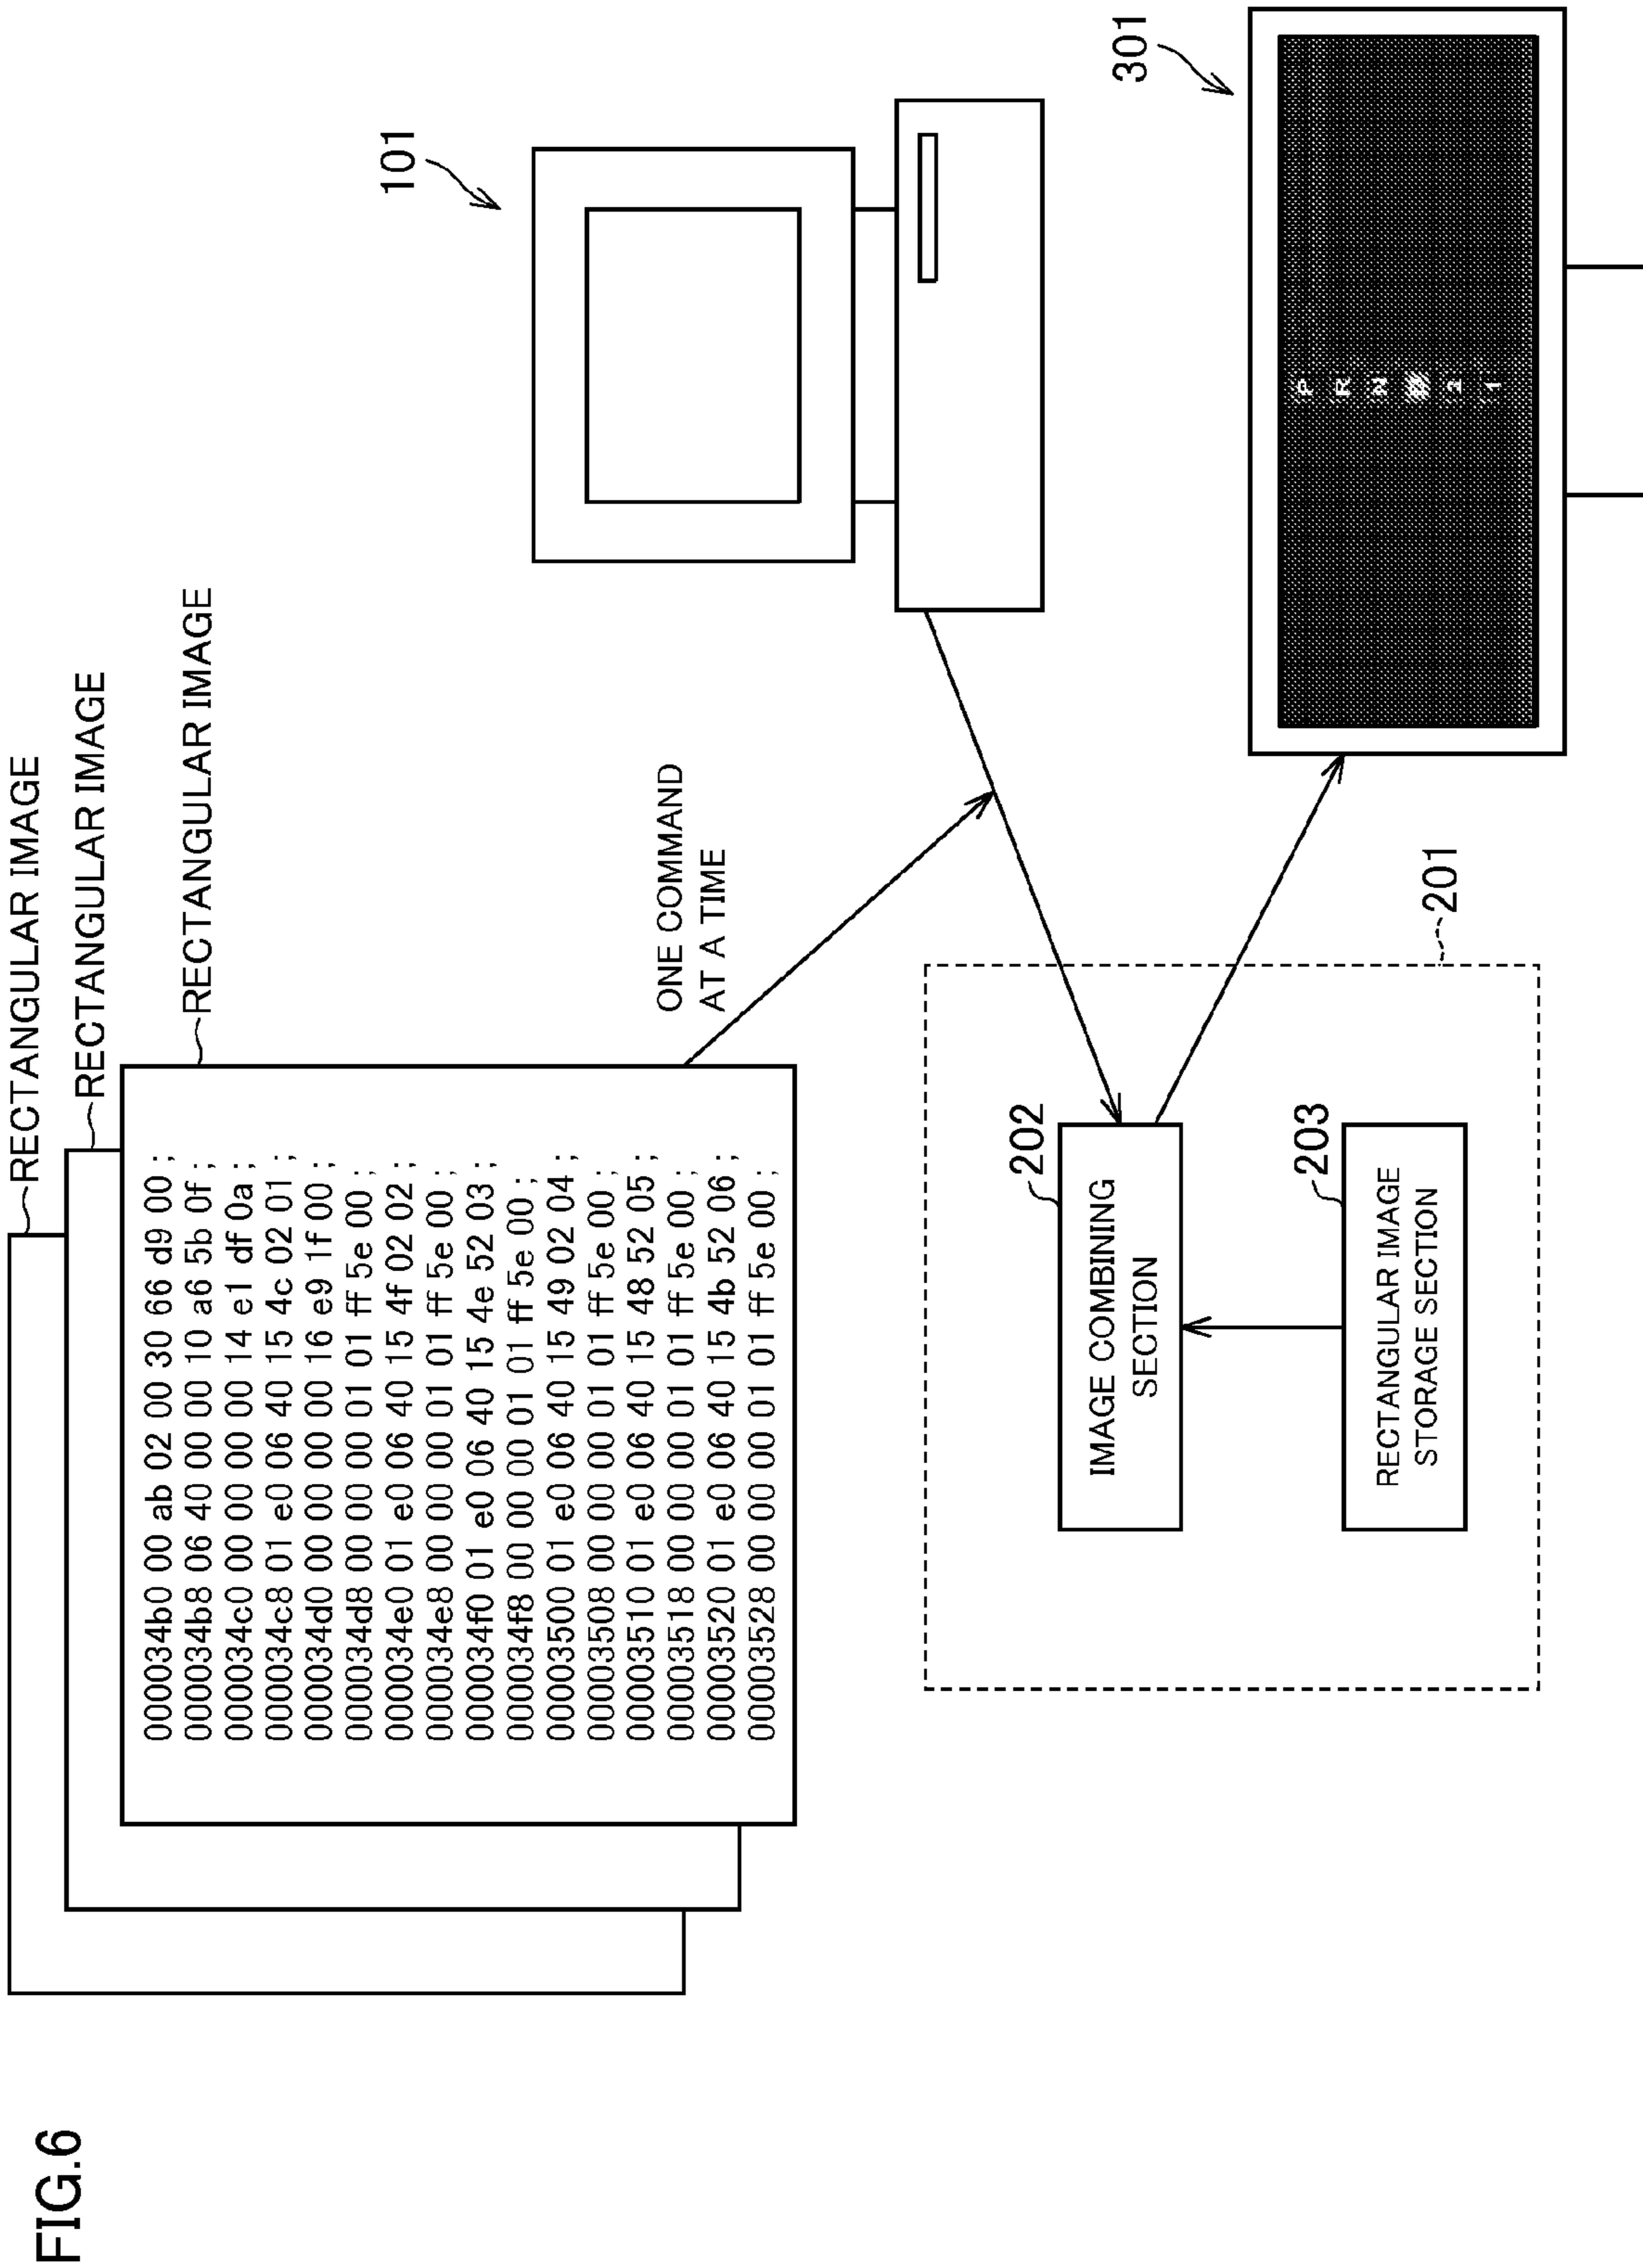 FIG.6
RECTANGULAR IMAGE
RECTANGULAR IMAGE
RECTANGULAR IMAGE
000034b0 00 ab 02 00 30 66 d9 00 ;
000034b8 06 40 00 00 10 a6 5b 0f ;
000034c0 00 00 00 00 14 e1 df 0a ;
000034c8 01 e0 06 40 15 4c 02 01 ;
000034d0 00 00 00 00 16 e9 1f 00 ;
000034d8 00 00 00 01 01 ff 5e 00 ;
000034e0 01 e0 06 40 15 4f 02 02 ;
000034e8 00 00 00 01 01 ff 5e 00 ;
000034f0 01 e0 06 40 15 4e 52 03 ;
000034f8 00 00 00 01 01 ff 5e 00 ;
00003500 01 e0 06 40 15 49 02 04 ;
00003508 00 00 00 01 01 ff 5e 00 ;
00003510 01 e0 06 40 15 48 52 05 ;
00003518 00 00 00 01 01 ff 5e 00 ;
00003520 01 e0 06 40 15 4b 52 06 ;
00003528 00 00 00 01 01 ff 5e 00 ;
ONE COMMAND
AT A TIME
101
201
202
IMAGE COMBINING
SECTION
203
RECTANGULAR IMAGE
STORAGE SECTION
301
P
R
N
2
1